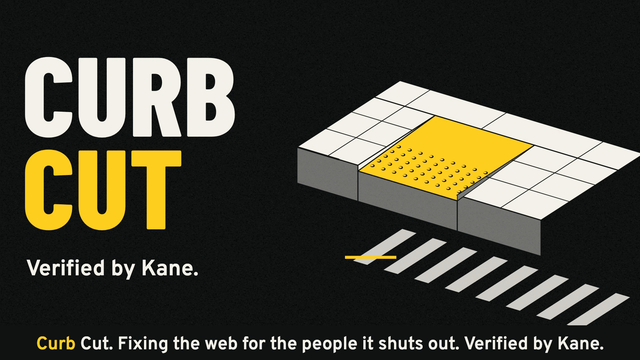 CURB
CUT
Verified by Kane.
Curb Cut. Fixing the web for the people it shuts out. Verified by Kane.